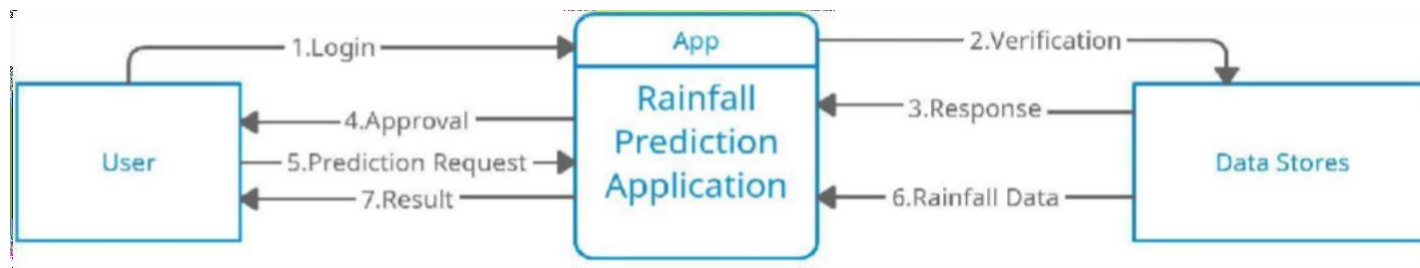 1.Login
App
2.Verification
Rainfall
Prediction
Application
4.Approval
3.Response
User
5.Prediction Request
Data Stores
7.Result
6.Rainfall Data